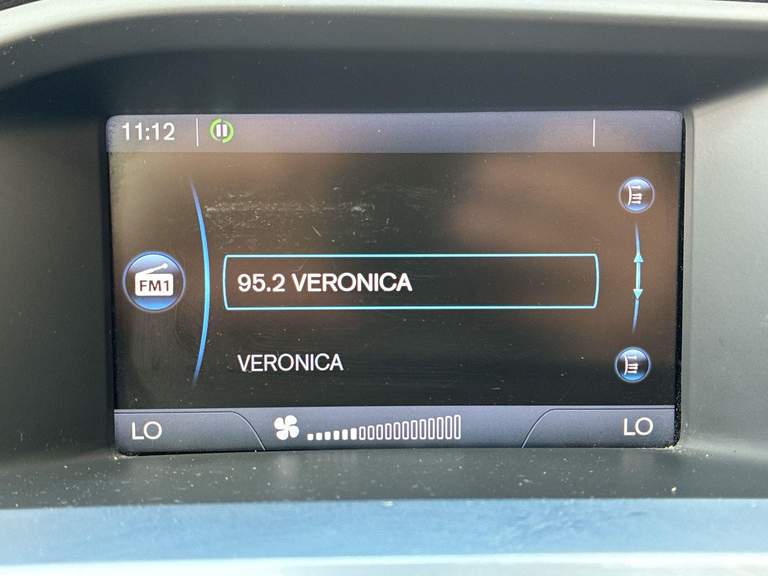 11:12
FM1
95.2 VERONICA
VERONICA
LO
LO